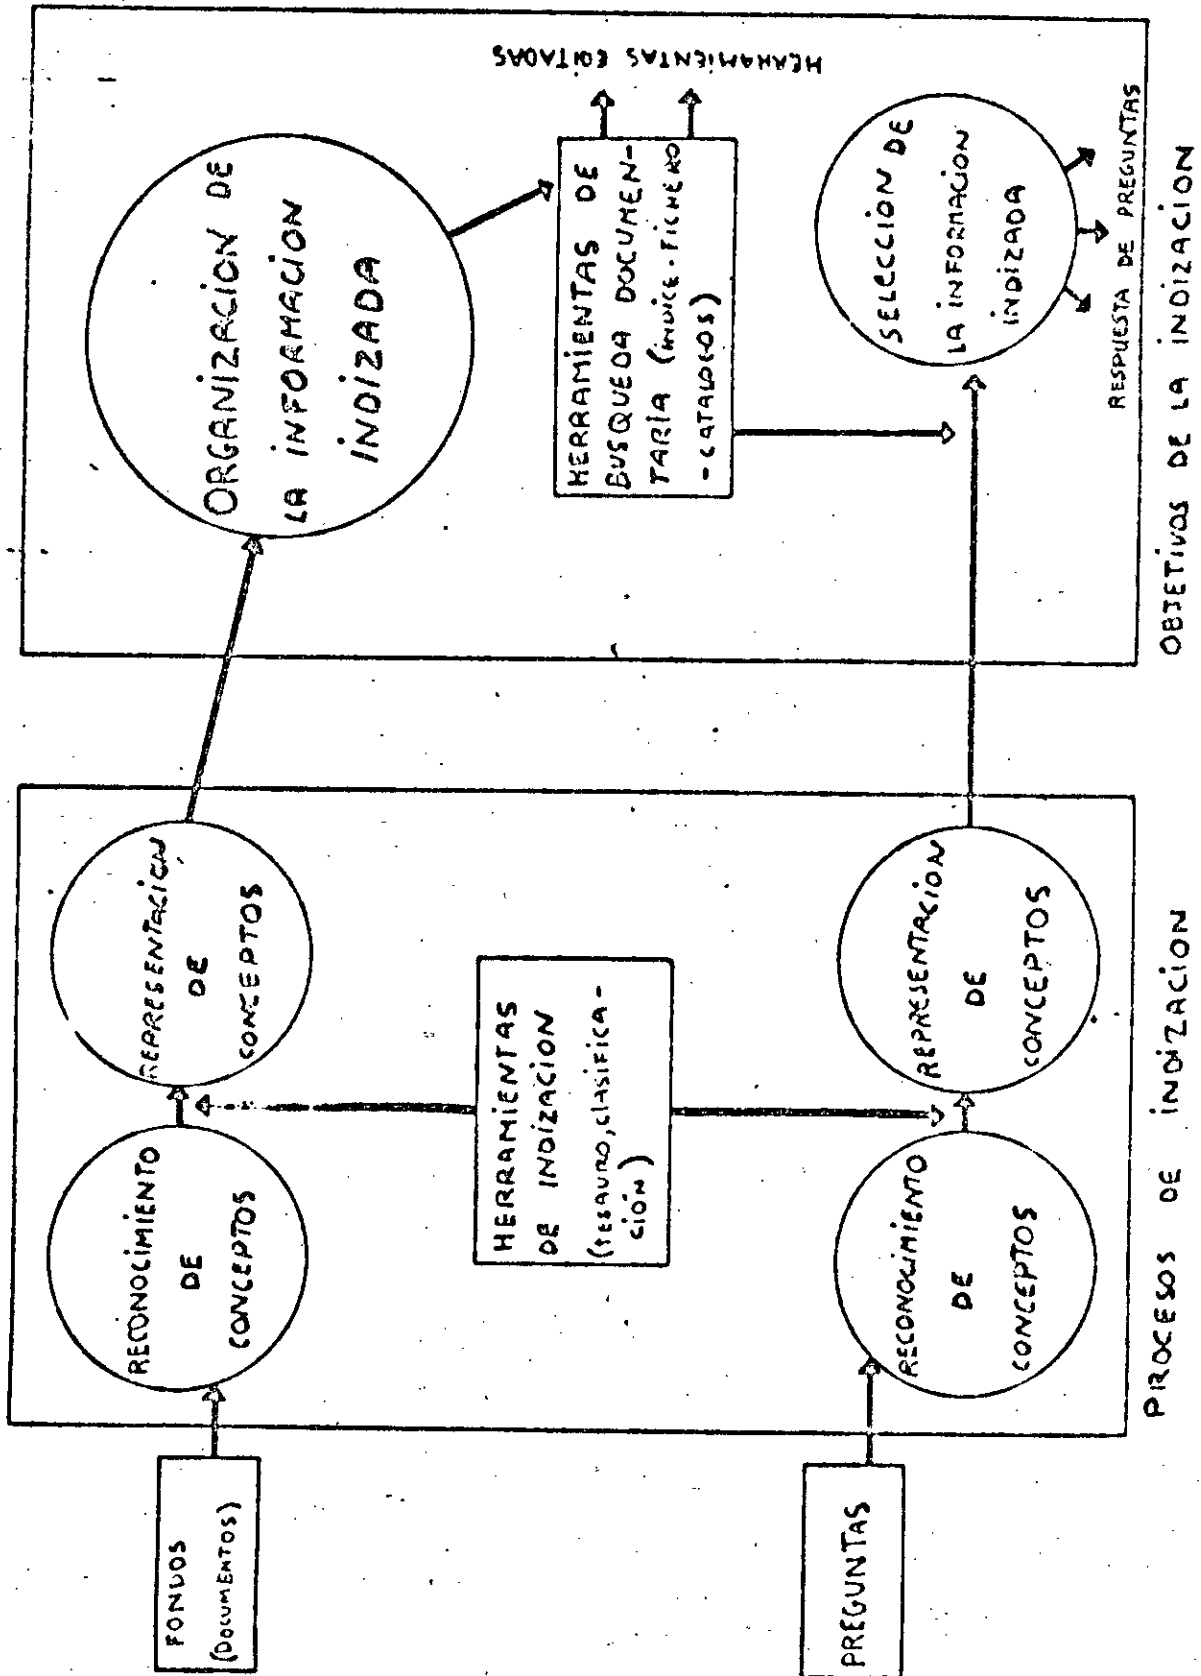 FONDOS
(DOCUMENTOS)
RECONOCIMIENTO
DE
CONCEPTOS
REPRESENTACION
DE
CONCEPTOS
HERRAMIENTAS
DE INDIZACION
(TESAURO, CLASIFICA-
CIÓN)
PREGUNTAS
RECONOCIMIENTO
DE
CONCEPTOS
REPRESENTACION
DE
CONCEPTOS
PROCESOS DE INDIZACION
ORGANIZACION DE
LA INFORMACION
INDIZADA
HERRAMIENTAS DE
BUSQUEDA DOCUMEN-
TARIA (INDICE-FICHERO
-CATALOGOS)
HERRAMIENTAS EDITADAS
SELECCION DE
LA INFORMACION
INDIZADA
RESPUESTA DE PREGUNTAS
OBJETIVOS DE LA INDIZACION